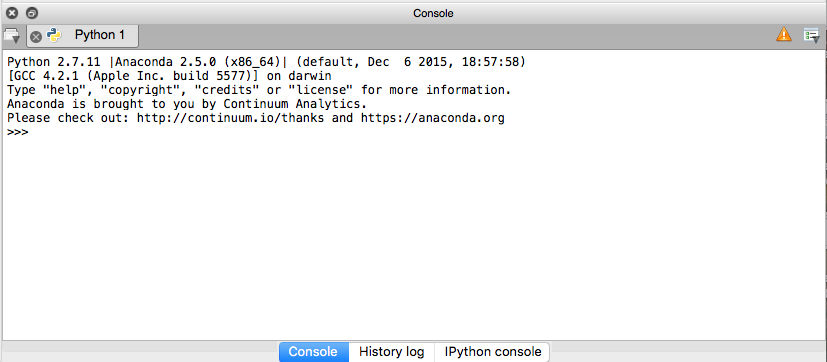 Console
Python 1
Python 2.7.11 |Anaconda 2.5.0 (x86_64)| (default, Dec  6 2015, 18:57:58)
[GCC 4.2.1 (Apple Inc. build 5577)] on darwin
Type "help", "copyright", "credits" or "license" for more information.
Anaconda is brought to you by Continuum Analytics.
Please check out: http://continuum.io/thanks and https://anaconda.org
>>>
Console History log IPython console